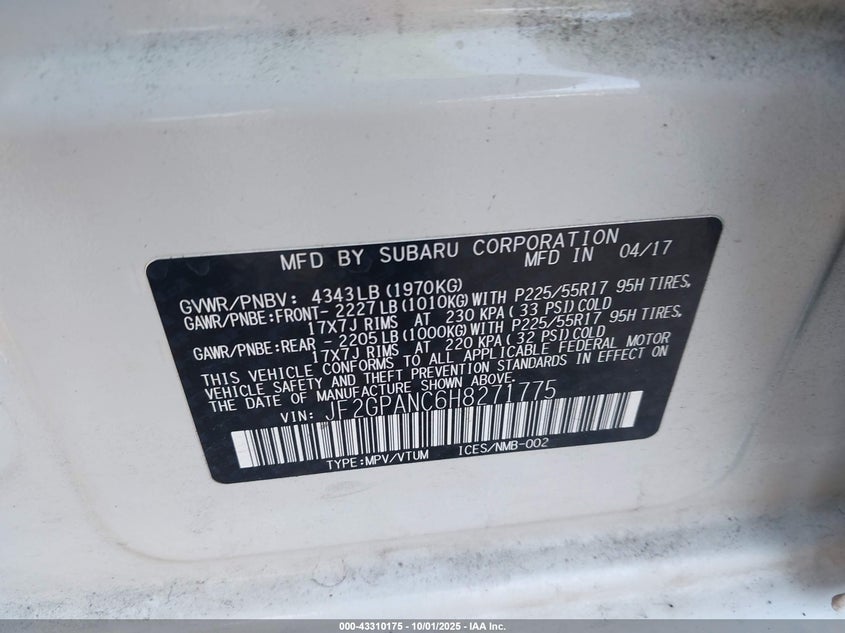 MFD BY SUBARU CORPORATION
MFD IN 04/17
GVWR/PNBV: 4343LB(1970KG)
GAWR/PNBE:FRONT- 2227LB(1010KG)WITH P225/55R17 95H TIRES,
17X7J RIMS AT 230 KPA(33 PSI)COLD
GAWR/PNBE:REAR - 2205LB(1000KG)WITH P225/55R17 95H TIRES,
17X7J RIMS AT 220 KPA(32 PSI)COLD
THIS VEHICLE CONFORMS TO ALL APPLICABLE FEDERAL MOTOR
VEHICLE SAFETY AND THEFT PREVENTION STANDARDS IN EFFECT ON
THE DATE OF MANUFACTURE SHOWN ABOVE.
VIN: JF2GPANC6H8271775
TYPE:MPV/VTUM ICES/NMB-002
000-43310175 - 10/01/2025 - IAA Inc.